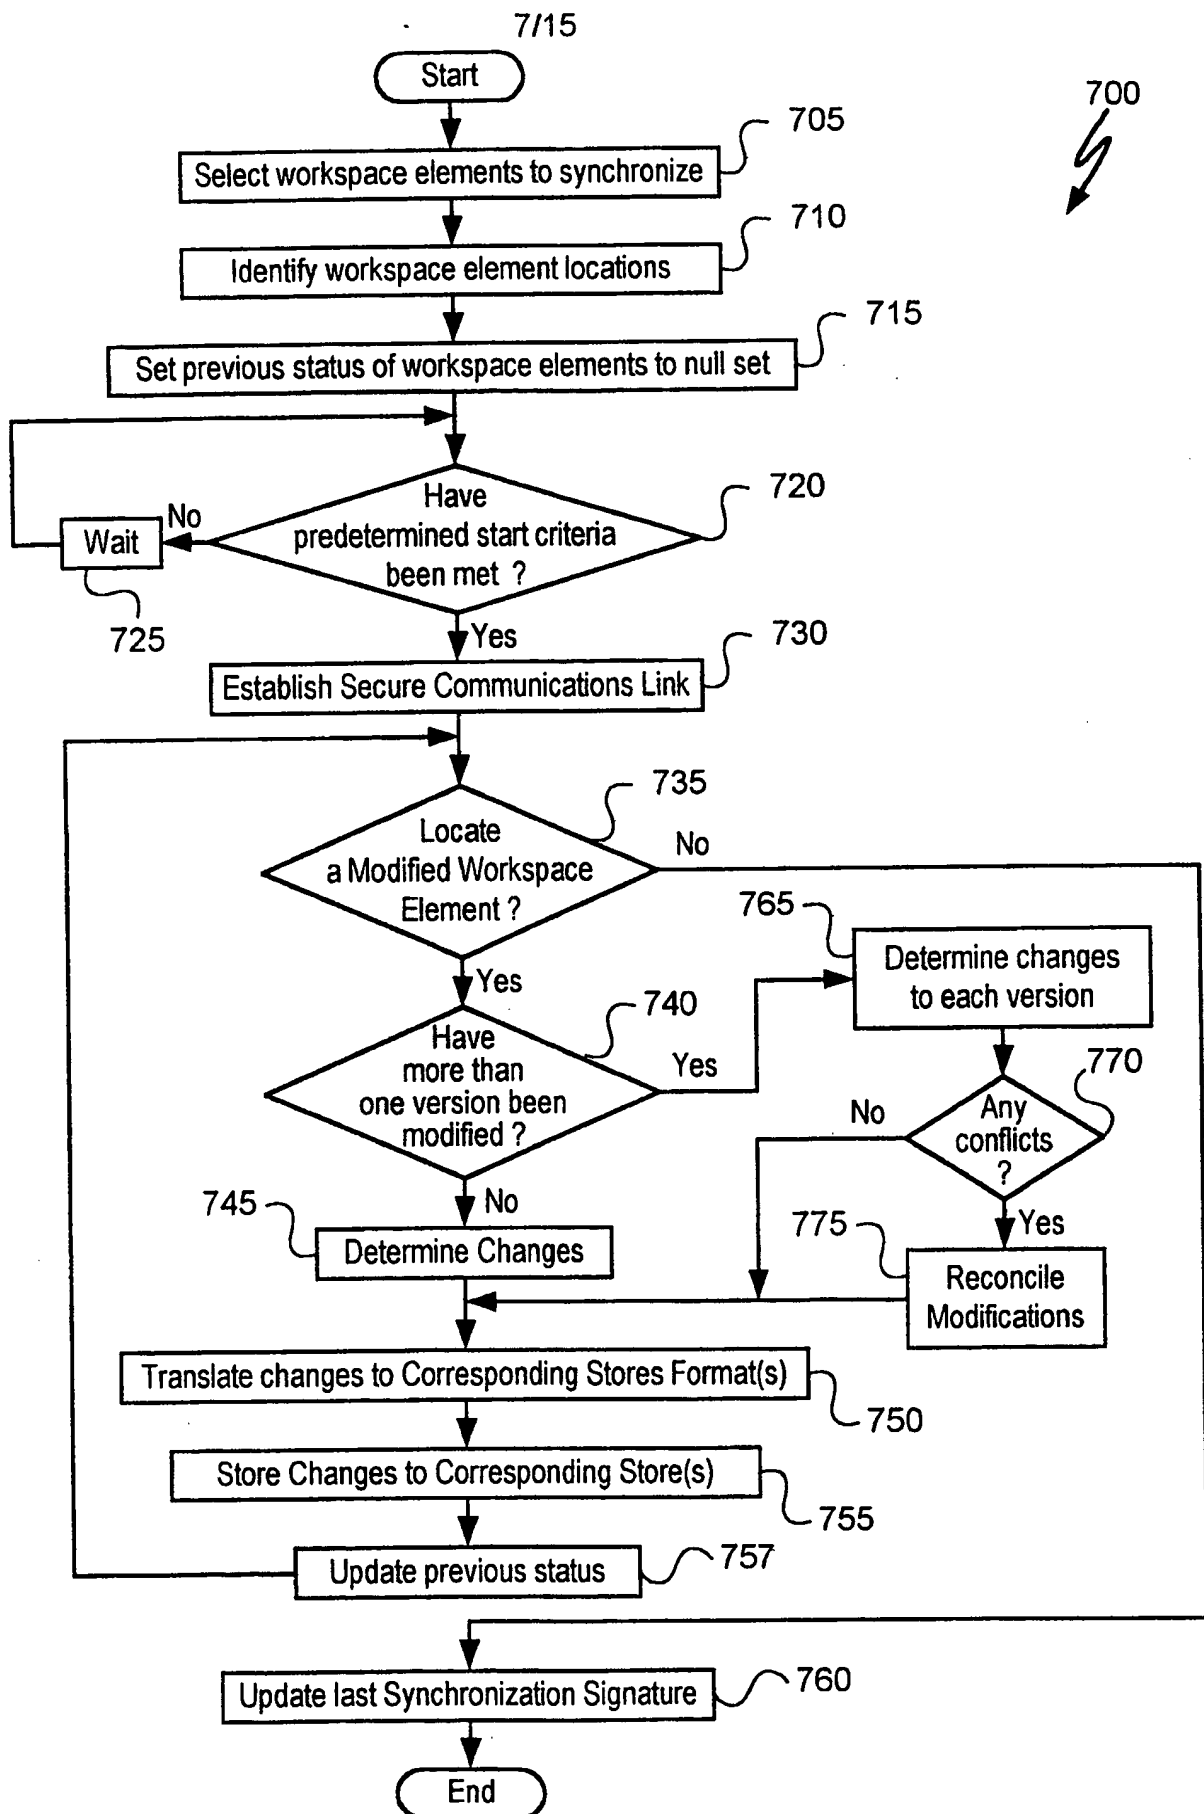 7/15
Start
700
705
Select workspace elements to synchronize
710
Identify workspace element locations
715
Set previous status of workspace elements to null set
Have
predetermined start criteria
been met ?
720
No
Wait
725
Yes
730
Establish Secure Communications Link
735
Locate
a Modified Workspace
Element ?
No
Yes
765
Determine changes
to each version
740
Have
more than
one version been
modified ?
Yes
770
No
Any
conflicts
?
745
No
Determine Changes
Yes
775
Reconcile
Modifications
Translate changes to Corresponding Stores Format(s)
750
Store Changes to Corresponding Store(s)
755
Update previous status
757
Update last Synchronization Signature
760
End